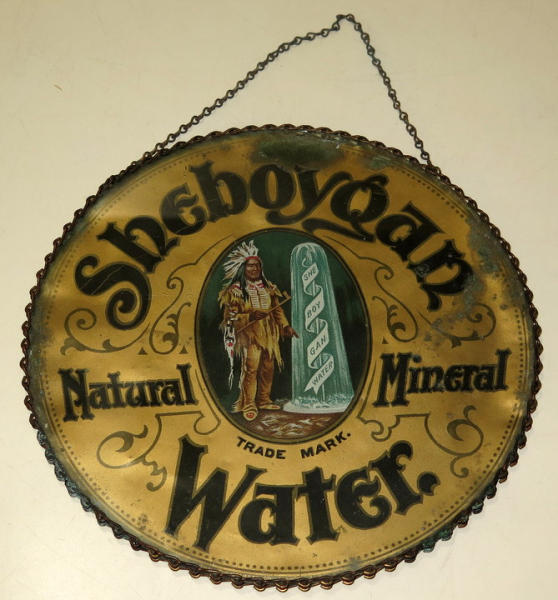 Sheboygan
Natural Mineral
SHE
BOY
GAN
WATER
TRADE MARK.
Water.